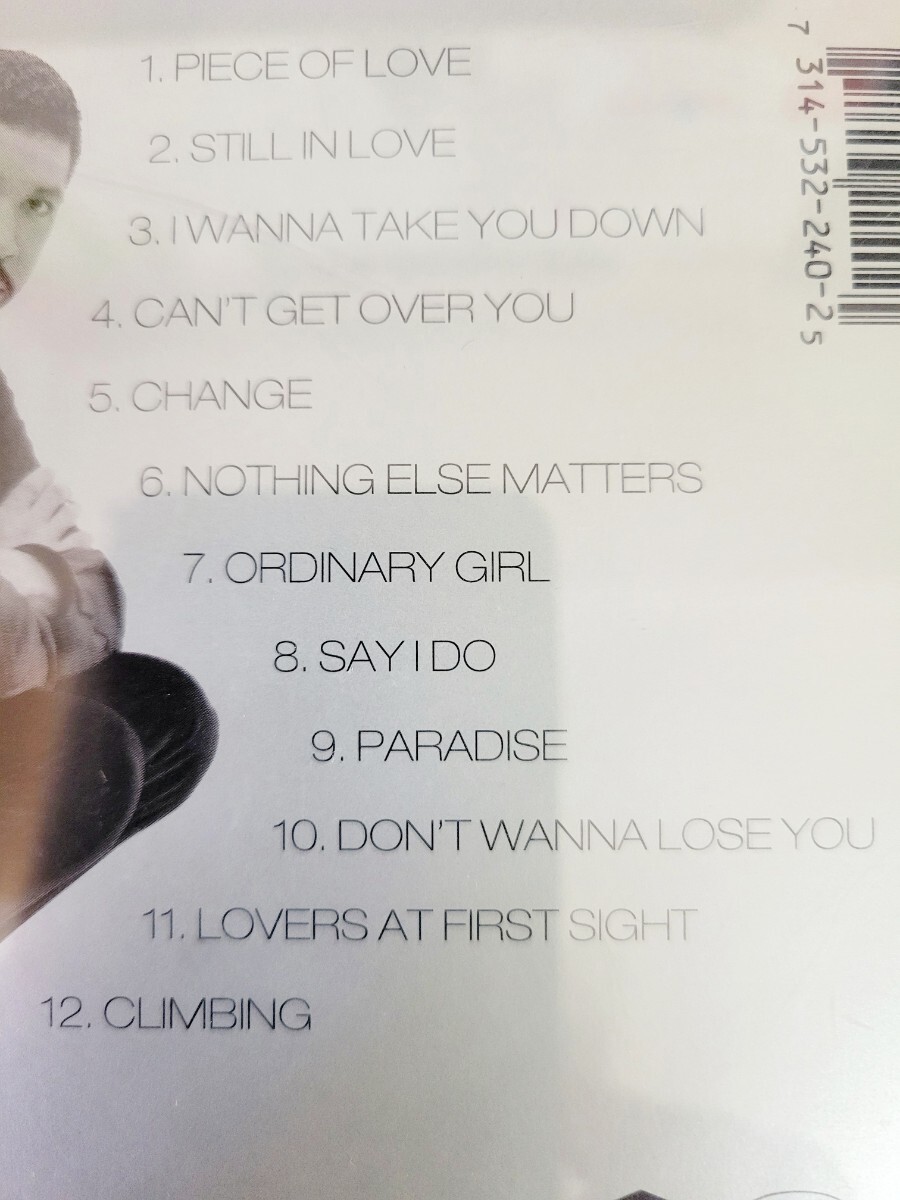 1. PIECE OF LOVE
2. STILL IN LOVE
3. I WANNA TAKE YOU DOWN
4. CAN'T GET OVER YOU
5. CHANGE
6. NOTHING ELSE MATTERS
7. ORDINARY GIRL
8. SAY I DO
9. PARADISE
10. DON'T WANNA LOSE YOU
11. LOVERS AT FIRST SIGHT
12. CLIMBING
7 314-532-240-2 5